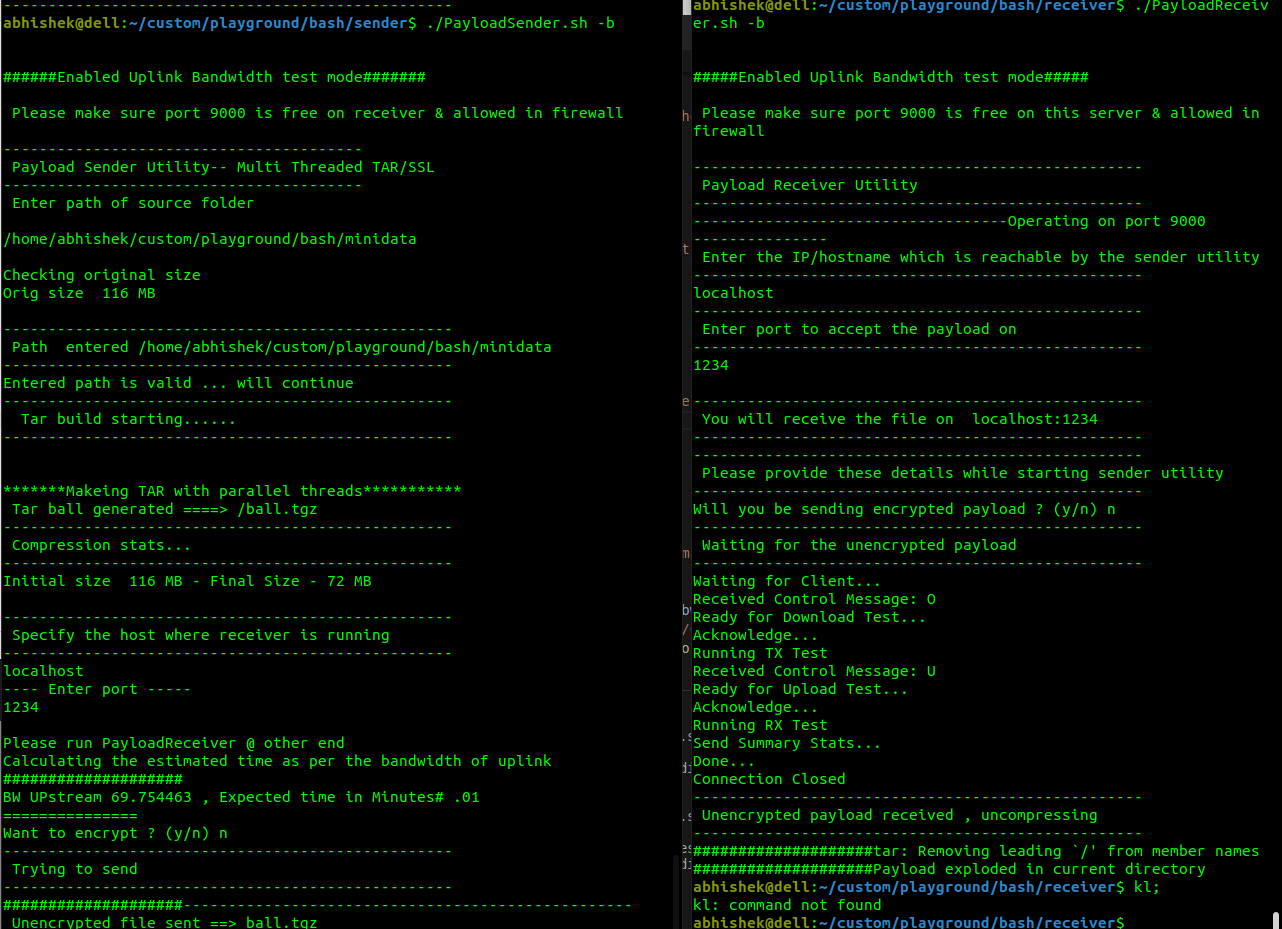 --------------------------------------------------
abhishek@dell:~/custom/playground/bash/sender$ ./PayloadSender.sh -b
######Enabled Uplink Bandwidth test mode#######
Please make sure port 9000 is free on receiver & allowed in firewall
----------------------------------------
Payload Sender Utility-- Multi Threaded TAR/SSL
----------------------------------------
Enter path of source folder
/home/abhishek/custom/playground/bash/minidata
Checking original size
Orig size  116 MB
--------------------------------------------------
Path  entered /home/abhishek/custom/playground/bash/minidata
--------------------------------------------------
Entered path is valid ... will continue
--------------------------------------------------
Tar build starting......
--------------------------------------------------
*******Makeing TAR with parallel threads***********
Tar ball generated ====> /ball.tgz
--------------------------------------------------
Compression stats...
--------------------------------------------------
Initial size  116 MB - Final Size - 72 MB
--------------------------------------------------
Specify the host where receiver is running
--------------------------------------------------
localhost
---- Enter port -----
1234
Please run PayloadReceiver @ other end
Calculating the estimated time as per the bandwidth of uplink
####################
BW UPstream 69.754463 , Expected time in Minutes# .01
===============
Want to encrypt ? (y/n) n
--------------------------------------------------
Trying to send
--------------------------------------------------
####################--------------------------------------------------
Unencrypted file sent ==> ball.tgz
abhishek@dell:~/custom/playground/bash/receiver$ ./PayloadReceiv
er.sh -b
#####Enabled Uplink Bandwidth test mode#####
Please make sure port 9000 is free on this server & allowed in
firewall
--------------------------------------------------
Payload Receiver Utility
--------------------------------------------------
-----------------------------------Operating on port 9000
---------------
Enter the IP/hostname which is reachable by the sender utility
--------------------------------------------------
localhost
--------------------------------------------------
Enter port to accept the payload on
--------------------------------------------------
1234
--------------------------------------------------
You will receive the file on  localhost:1234
--------------------------------------------------
--------------------------------------------------
Please provide these details while starting sender utility
--------------------------------------------------
Will you be sending encrypted payload ? (y/n) n
--------------------------------------------------
Waiting for the unencrypted payload
--------------------------------------------------
Waiting for Client...
Received Control Message: O
Ready for Download Test...
Acknowledge...
Running TX Test
Received Control Message: U
Ready for Upload Test...
Acknowledge...
Running RX Test
Send Summary Stats...
Done...
Connection Closed
--------------------------------------------------
Unencrypted payload received , uncompressing
--------------------------------------------------
####################tar: Removing leading `/' from member names
####################Payload exploded in current directory
abhishek@dell:~/custom/playground/bash/receiver$ kl;
kl: command not found
abhishek@dell:~/custom/playground/bash/receiver$